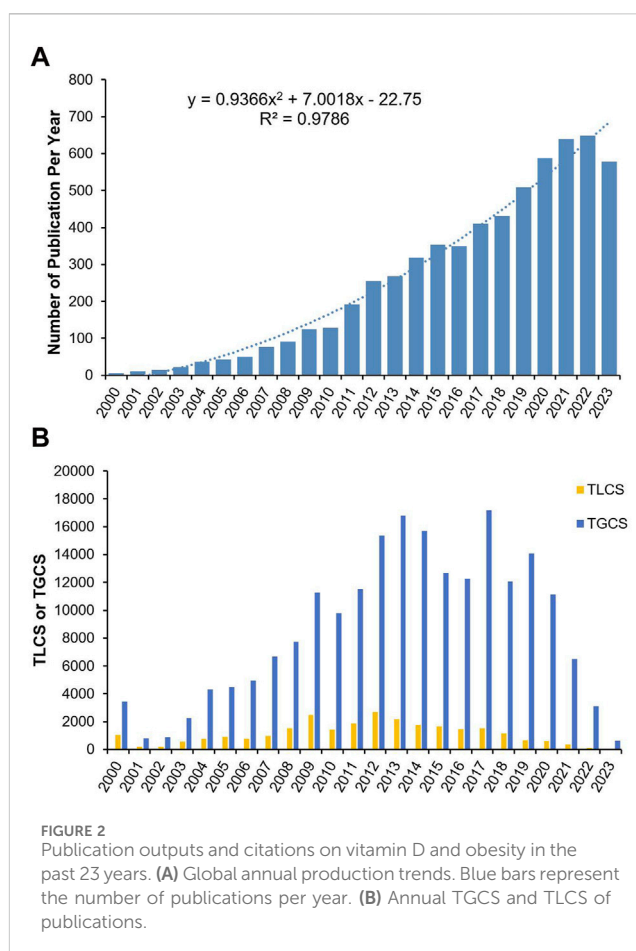 A
y = 0.9366x² + 7.0018x - 22.75
R² = 0.9786
Number of Publication Per Year
800
700
600
500
400
300
200
100
0
2000 2001 2002 2003 2004 2005 2006 2007 2008 2009 2010 2011 2012 2013 2014 2015 2016 2017 2018 2019 2020 2021 2022 2023
B
TLCS or TGCS
20000
18000
16000
14000
12000
10000
8000
6000
4000
2000
0
TLCS
TGCS
2000 2001 2002 2003 2004 2005 2006 2007 2008 2009 2010 2011 2012 2013 2014 2015 2016 2017 2018 2019 2020 2021 2022 2023
FIGURE 2
Publication outputs and citations on vitamin D and obesity in the
past 23 years. (A) Global annual production trends. Blue bars represent
the number of publications per year. (B) Annual TGCS and TLCS of
publications.